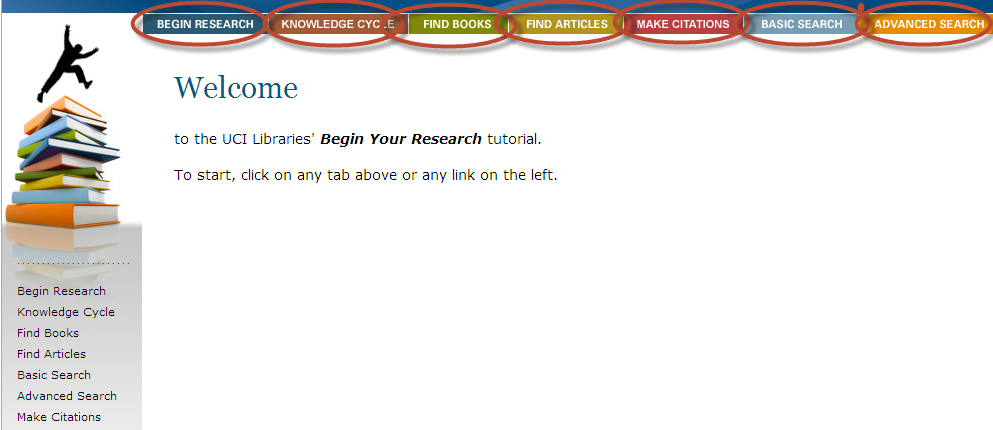 BEGIN RESEARCH KNOWLEDGE CYCLE FIND BOOKS FIND ARTICLES MAKE CITATIONS BASIC SEARCH ADVANCED SEARCH
Welcome
to the UCI Libraries' Begin Your Research tutorial.
To start, click on any tab above or any link on the left.
Begin Research
Knowledge Cycle
Find Books
Find Articles
Basic Search
Advanced Search
Make Citations